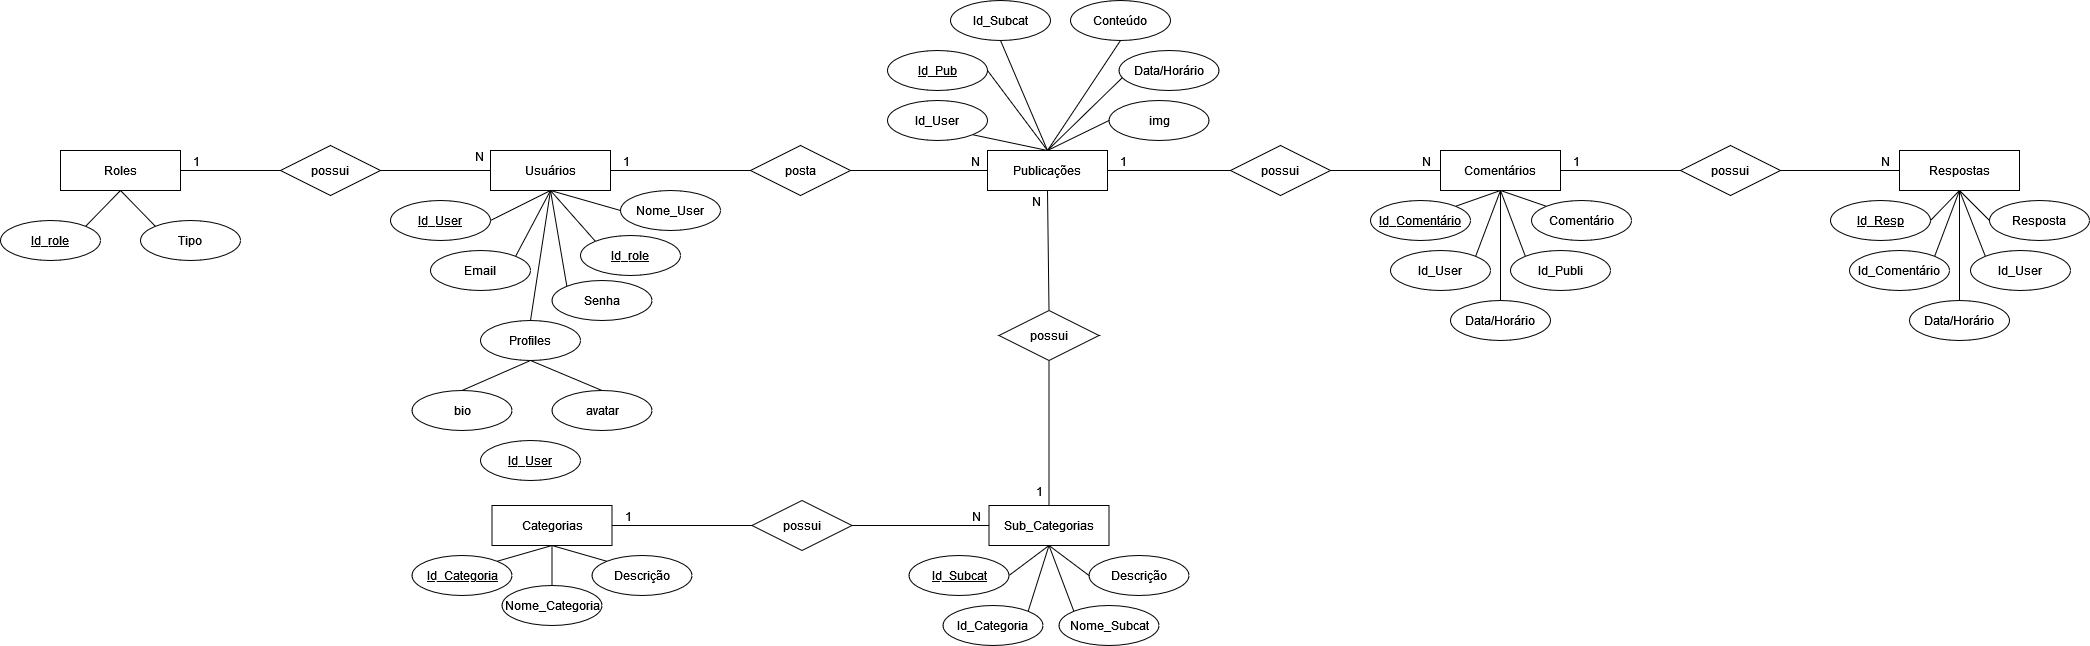 Id_Subcat
Conteúdo
Id_Pub
Data/Horário
Id_User
img
Roles
1
possui
N
Usuários
1
posta
N
Publicações
1
possui
N
Comentários
1
possui
N
Respostas
Id_role
Tipo
Id_User
Nome_User
Email
Id_role
Senha
Profiles
bio
avatar
Id_User
N
possui
1
Id_Comentário
Comentário
Id_User
Id_Publi
Data/Horário
Id_Resp
Resposta
Id_Comentário
Id_User
Data/Horário
Categorias
1
possui
N
Sub_Categorias
Id_Categoria
Descrição
Nome_Categoria
Id_Subcat
Descrição
Id_Categoria
Nome_Subcat